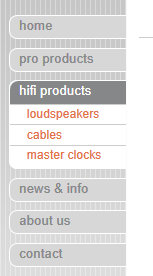 home
pro products
hifi products
loudspeakers
cables
master clocks
news & info
about us
contact